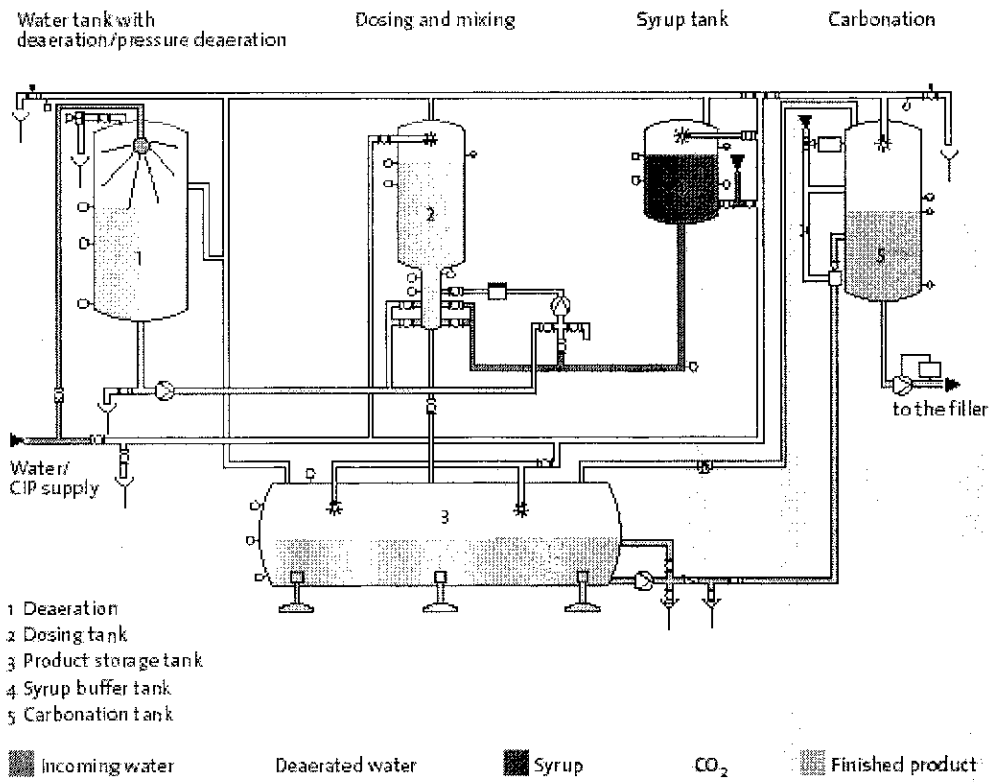 Water tank with
deaeration/pressure deaeration
Dosing and mixing
Syrup tank
Carbonation
1
2
5
to the filler
Water/
CIP supply
3
1 Deaeration
2 Dosing tank
3 Product storage tank
4 Syrup buffer tank
5 Carbonation tank
Incoming water
Deaerated water
Syrup
CO₂
Finished product